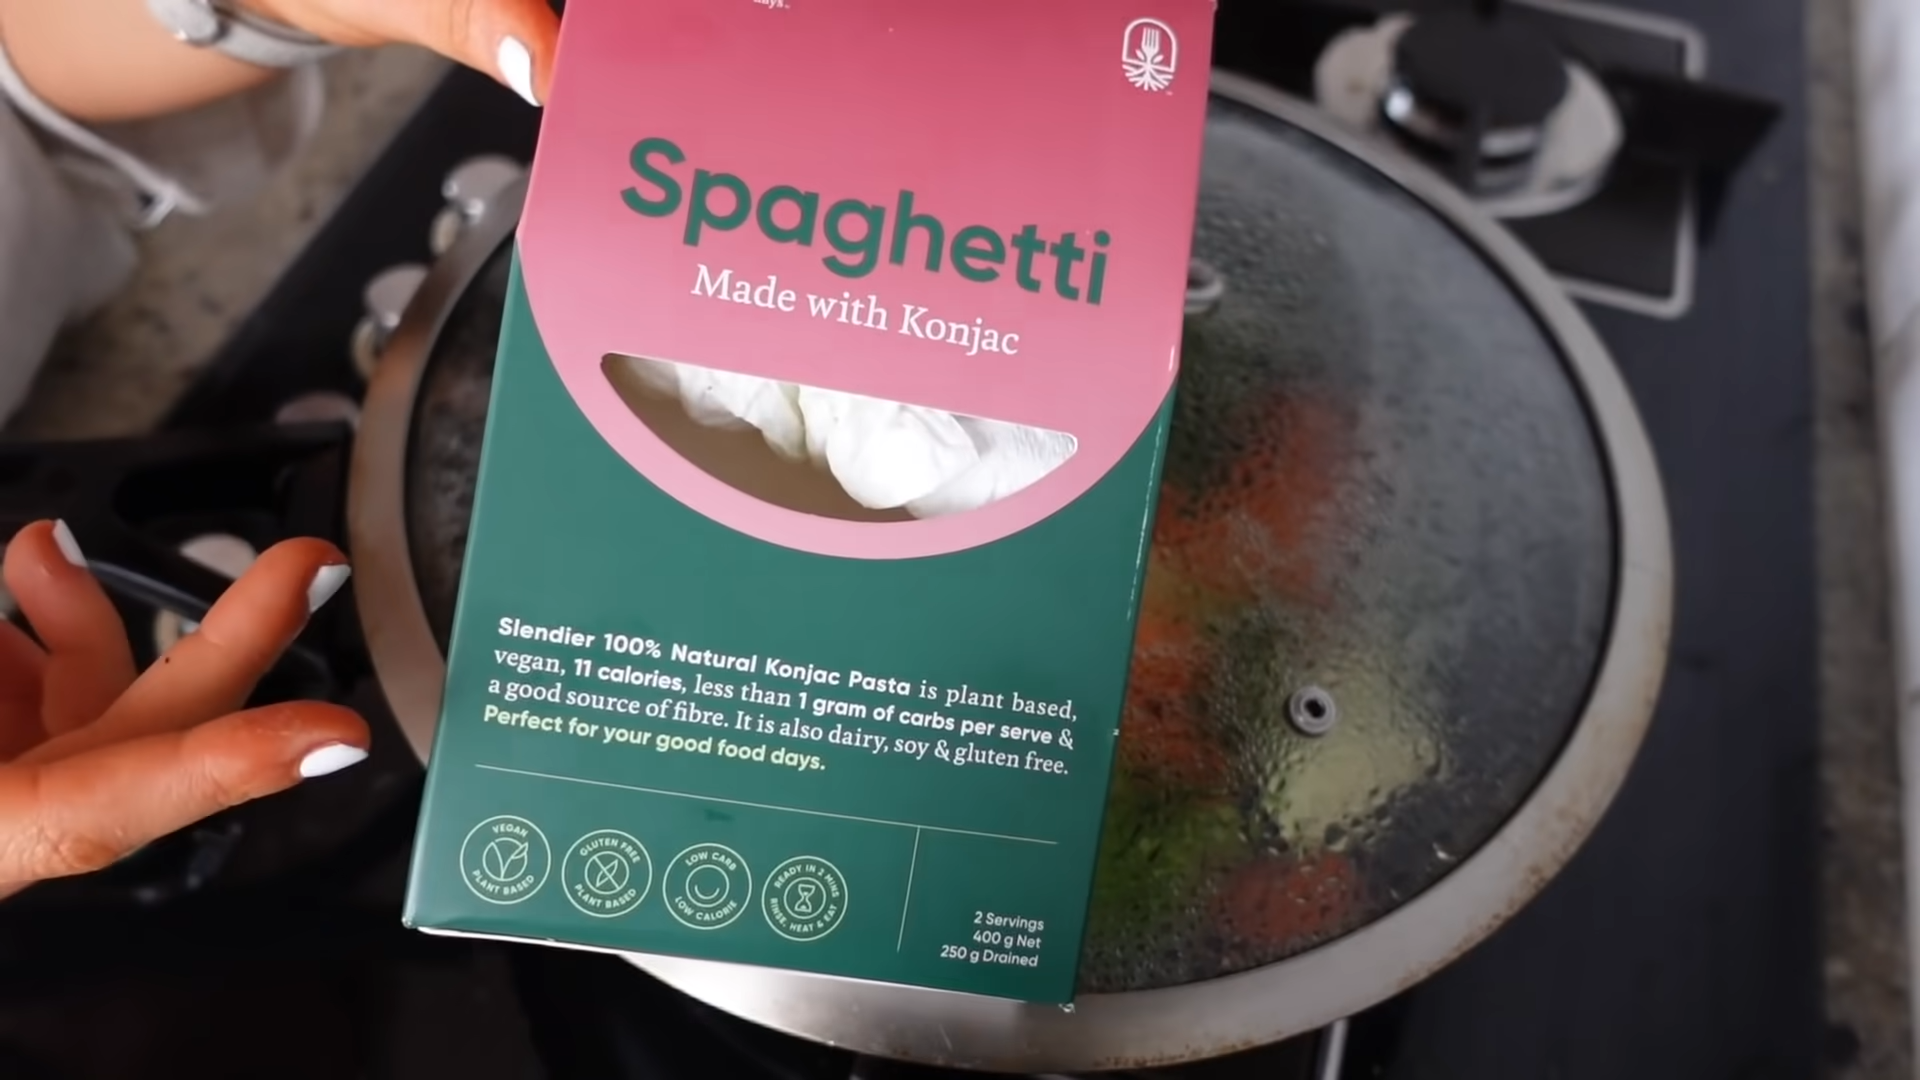 Spaghetti
Made with Konjac
Slendier 100% Natural Konjac Pasta is plant based,
vegan, 11 calories, less than 1 gram of carbs per serve &
a good source of fibre. It is also dairy, soy & gluten free.
Perfect for your good food days.
VEGAN
PLANT BASED
GLUTEN FREE
PLANT BASED
LOW CARB
LOW CALORIE
READY IN 2 MINS
RINSE, HEAT & EAT
2 Servings
400 g Net
250 g Drained